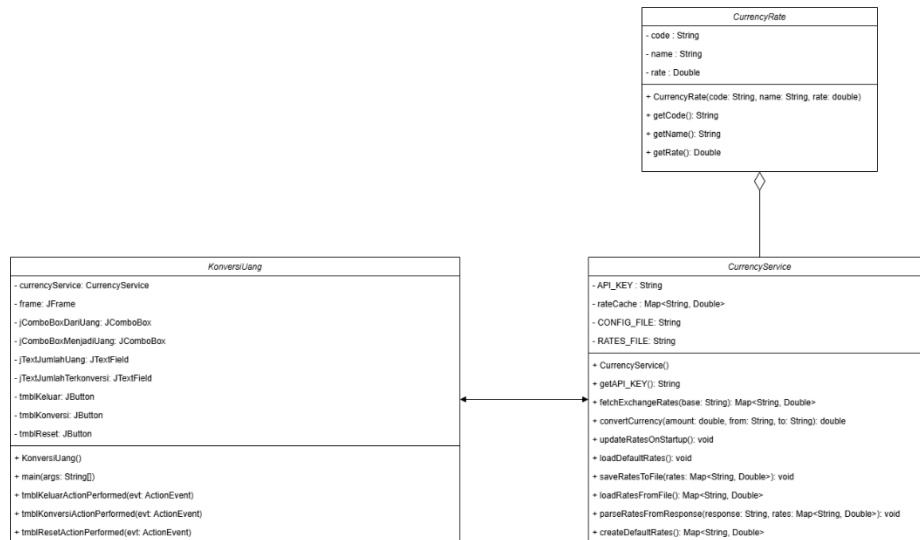 CurrencyRate
- code : String
- name : String
- rate : Double
+ CurrencyRate(code: String, name: String, rate: double)
+ getCode(): String
+ getName(): String
+ getRate(): Double
KonversiUang
- currencyService: CurrencyService
- frame: JFrame
- jComboBoxDariUang: JComboBox
- jComboBoxMenjadiUang: JComboBox
- jTextJumlahUang: JTextField
- jTextJumlahTerkonversi: JTextField
- tmblKeluar: JButton
- tmblKonversi: JButton
- tmblReset: JButton
+ KonversiUang()
+ main(args: String[])
+ tmblKeluarActionPerformed(evt: ActionEvent)
+ tmblKonversiActionPerformed(evt: ActionEvent)
+ tmblResetActionPerformed(evt: ActionEvent)
CurrencyService
- API_KEY : String
- rateCache : Map<String, Double>
- CONFIG_FILE: String
- RATES_FILE: String
+ CurrencyService()
+ getAPI_KEY(): String
+ fetchExchangeRates(base: String): Map<String, Double>
+ convertCurrency(amount: double, from: String, to: String): double
+ updateRatesOnStartup(): void
+ loadDefaultRates(): void
+ saveRatesToFile(rates: Map<String, Double>): void
+ loadRatesFromFile(): Map<String, Double>
+ parseRatesFromResponse(response: String, rates: Map<String, Double>): void
+ createDefaultRates(): Map<String, Double>